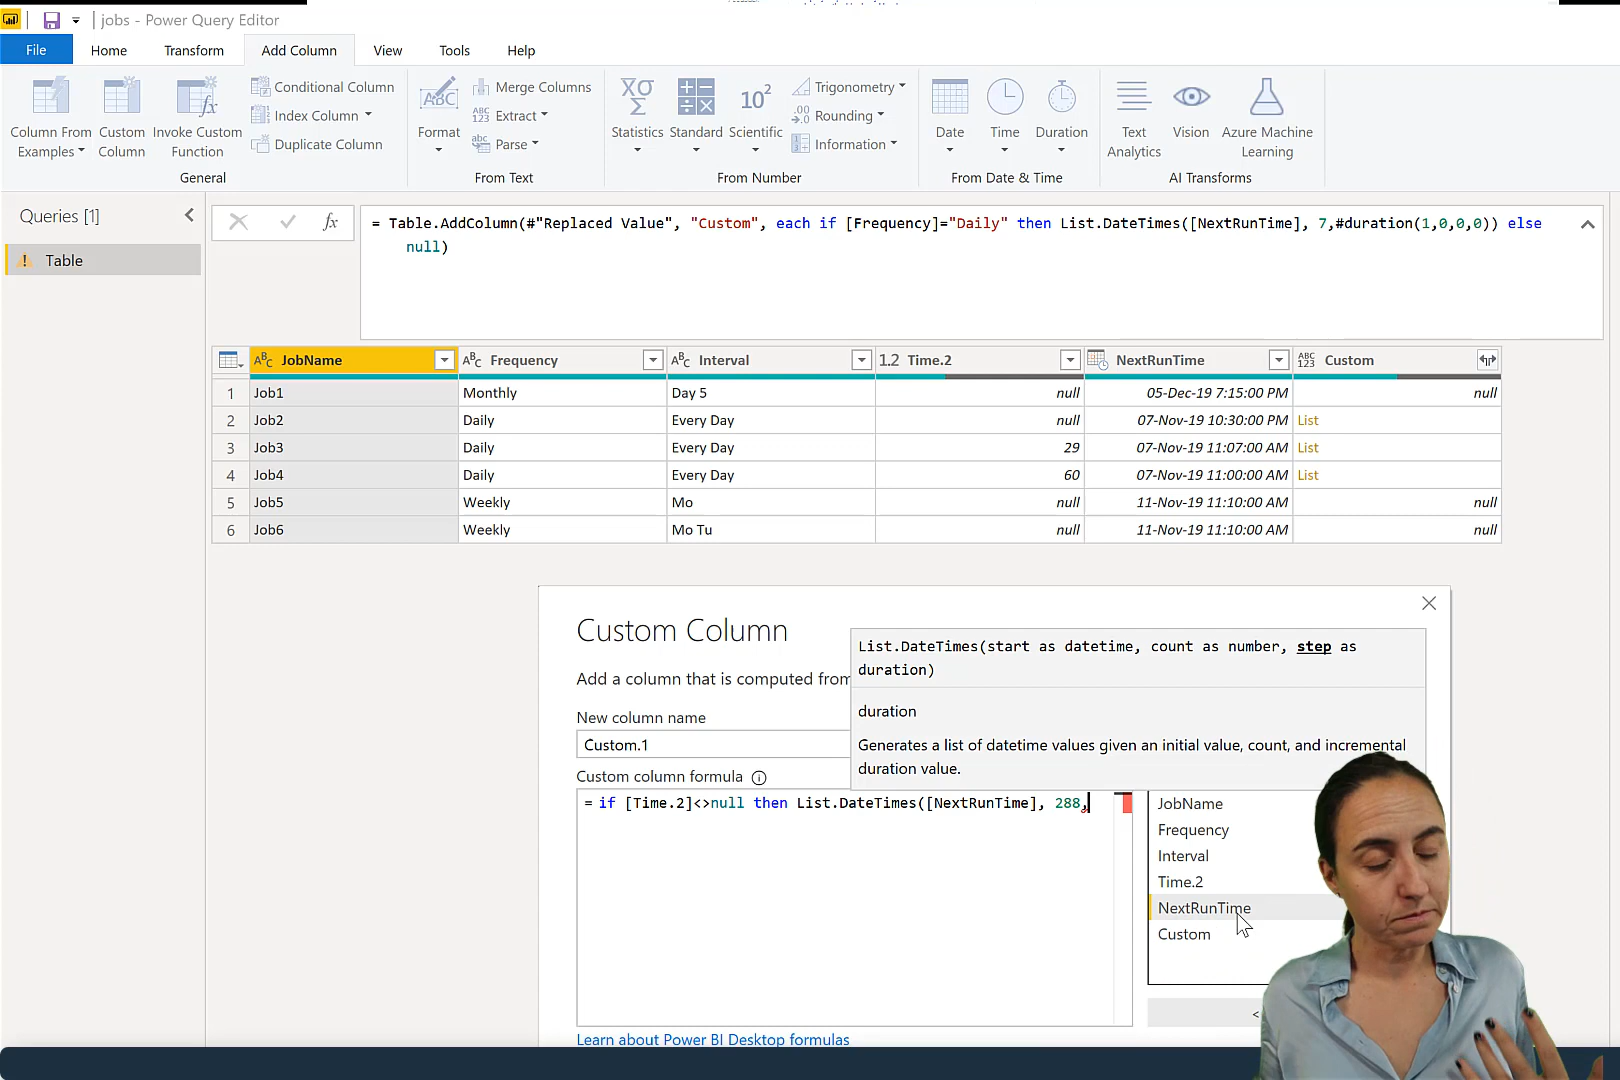 jobs - Power Query Editor
File Home Transform Add Column View Tools Help
Column From Examples
Custom Column
Invoke Custom Function
Conditional Column
Index Column
Duplicate Column
General
ABC
Format
Merge Columns
ABC Extract
abc Parse
From Text
Statistics
Standard
10²
Scientific
Trigonometry
.00 Rounding
Information
From Number
Date
Time
Duration
From Date & Time
Text Analytics
Vision
Azure Machine Learning
AI Transforms
Queries [1]
Table
fx
= Table.AddColumn(#"Replaced Value", "Custom", each if [Frequency]="Daily" then List.DateTimes([NextRunTime], 7,#duration(1,0,0,0)) else
null)
ABC JobName ABC Frequency ABC Interval 1.2 Time.2 NextRunTime ABC 123 Custom
1 Job1 Monthly Day 5 null 05-Dec-19 7:15:00 PM null
2 Job2 Daily Every Day null 07-Nov-19 10:30:00 PM List
3 Job3 Daily Every Day 29 07-Nov-19 11:07:00 AM List
4 Job4 Daily Every Day 60 07-Nov-19 11:00:00 AM List
5 Job5 Weekly Mo null 11-Nov-19 11:10:00 AM null
6 Job6 Weekly Mo Tu null 11-Nov-19 11:10:00 AM null
Custom Column
Add a column that is computed from
New column name
Custom.1
Custom column formula
= if [Time.2]<>null then List.DateTimes([NextRunTime], 288,
List.DateTimes(start as datetime, count as number, step as
duration)
duration
Generates a list of datetime values given an initial value, count, and incremental
duration value.
JobName
Frequency
Interval
Time.2
NextRunTime
Custom
<
Learn about Power BI Desktop formulas